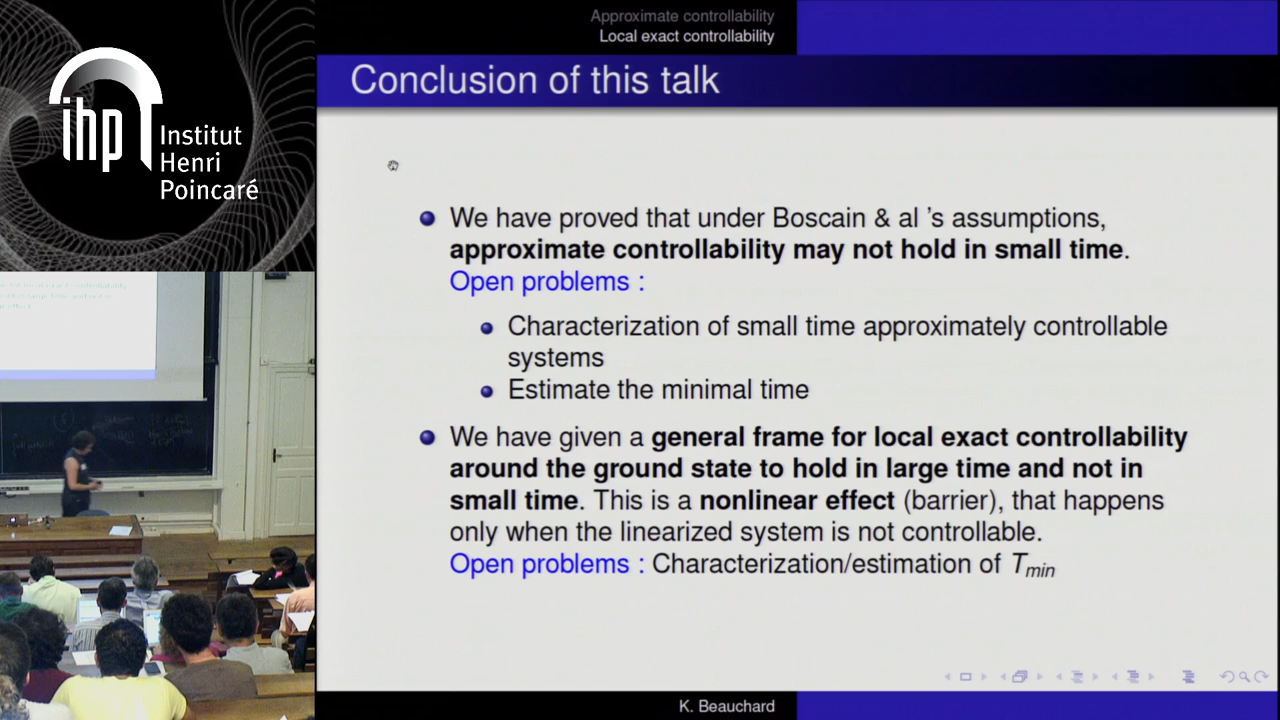 ihp
Institut
Henri
Poincaré
Approximate controllability
Local exact controllability
Conclusion of this talk
We have proved that under Boscain & al 's assumptions,
approximate controllability may not hold in small time.
Open problems :
Characterization of small time approximately controllable
systems
Estimate the minimal time
We have given a general frame for local exact controllability
around the ground state to hold in large time and not in
small time. This is a nonlinear effect (barrier), that happens
only when the linearized system is not controllable.
Open problems : Characterization/estimation of Tmin
K. Beauchard